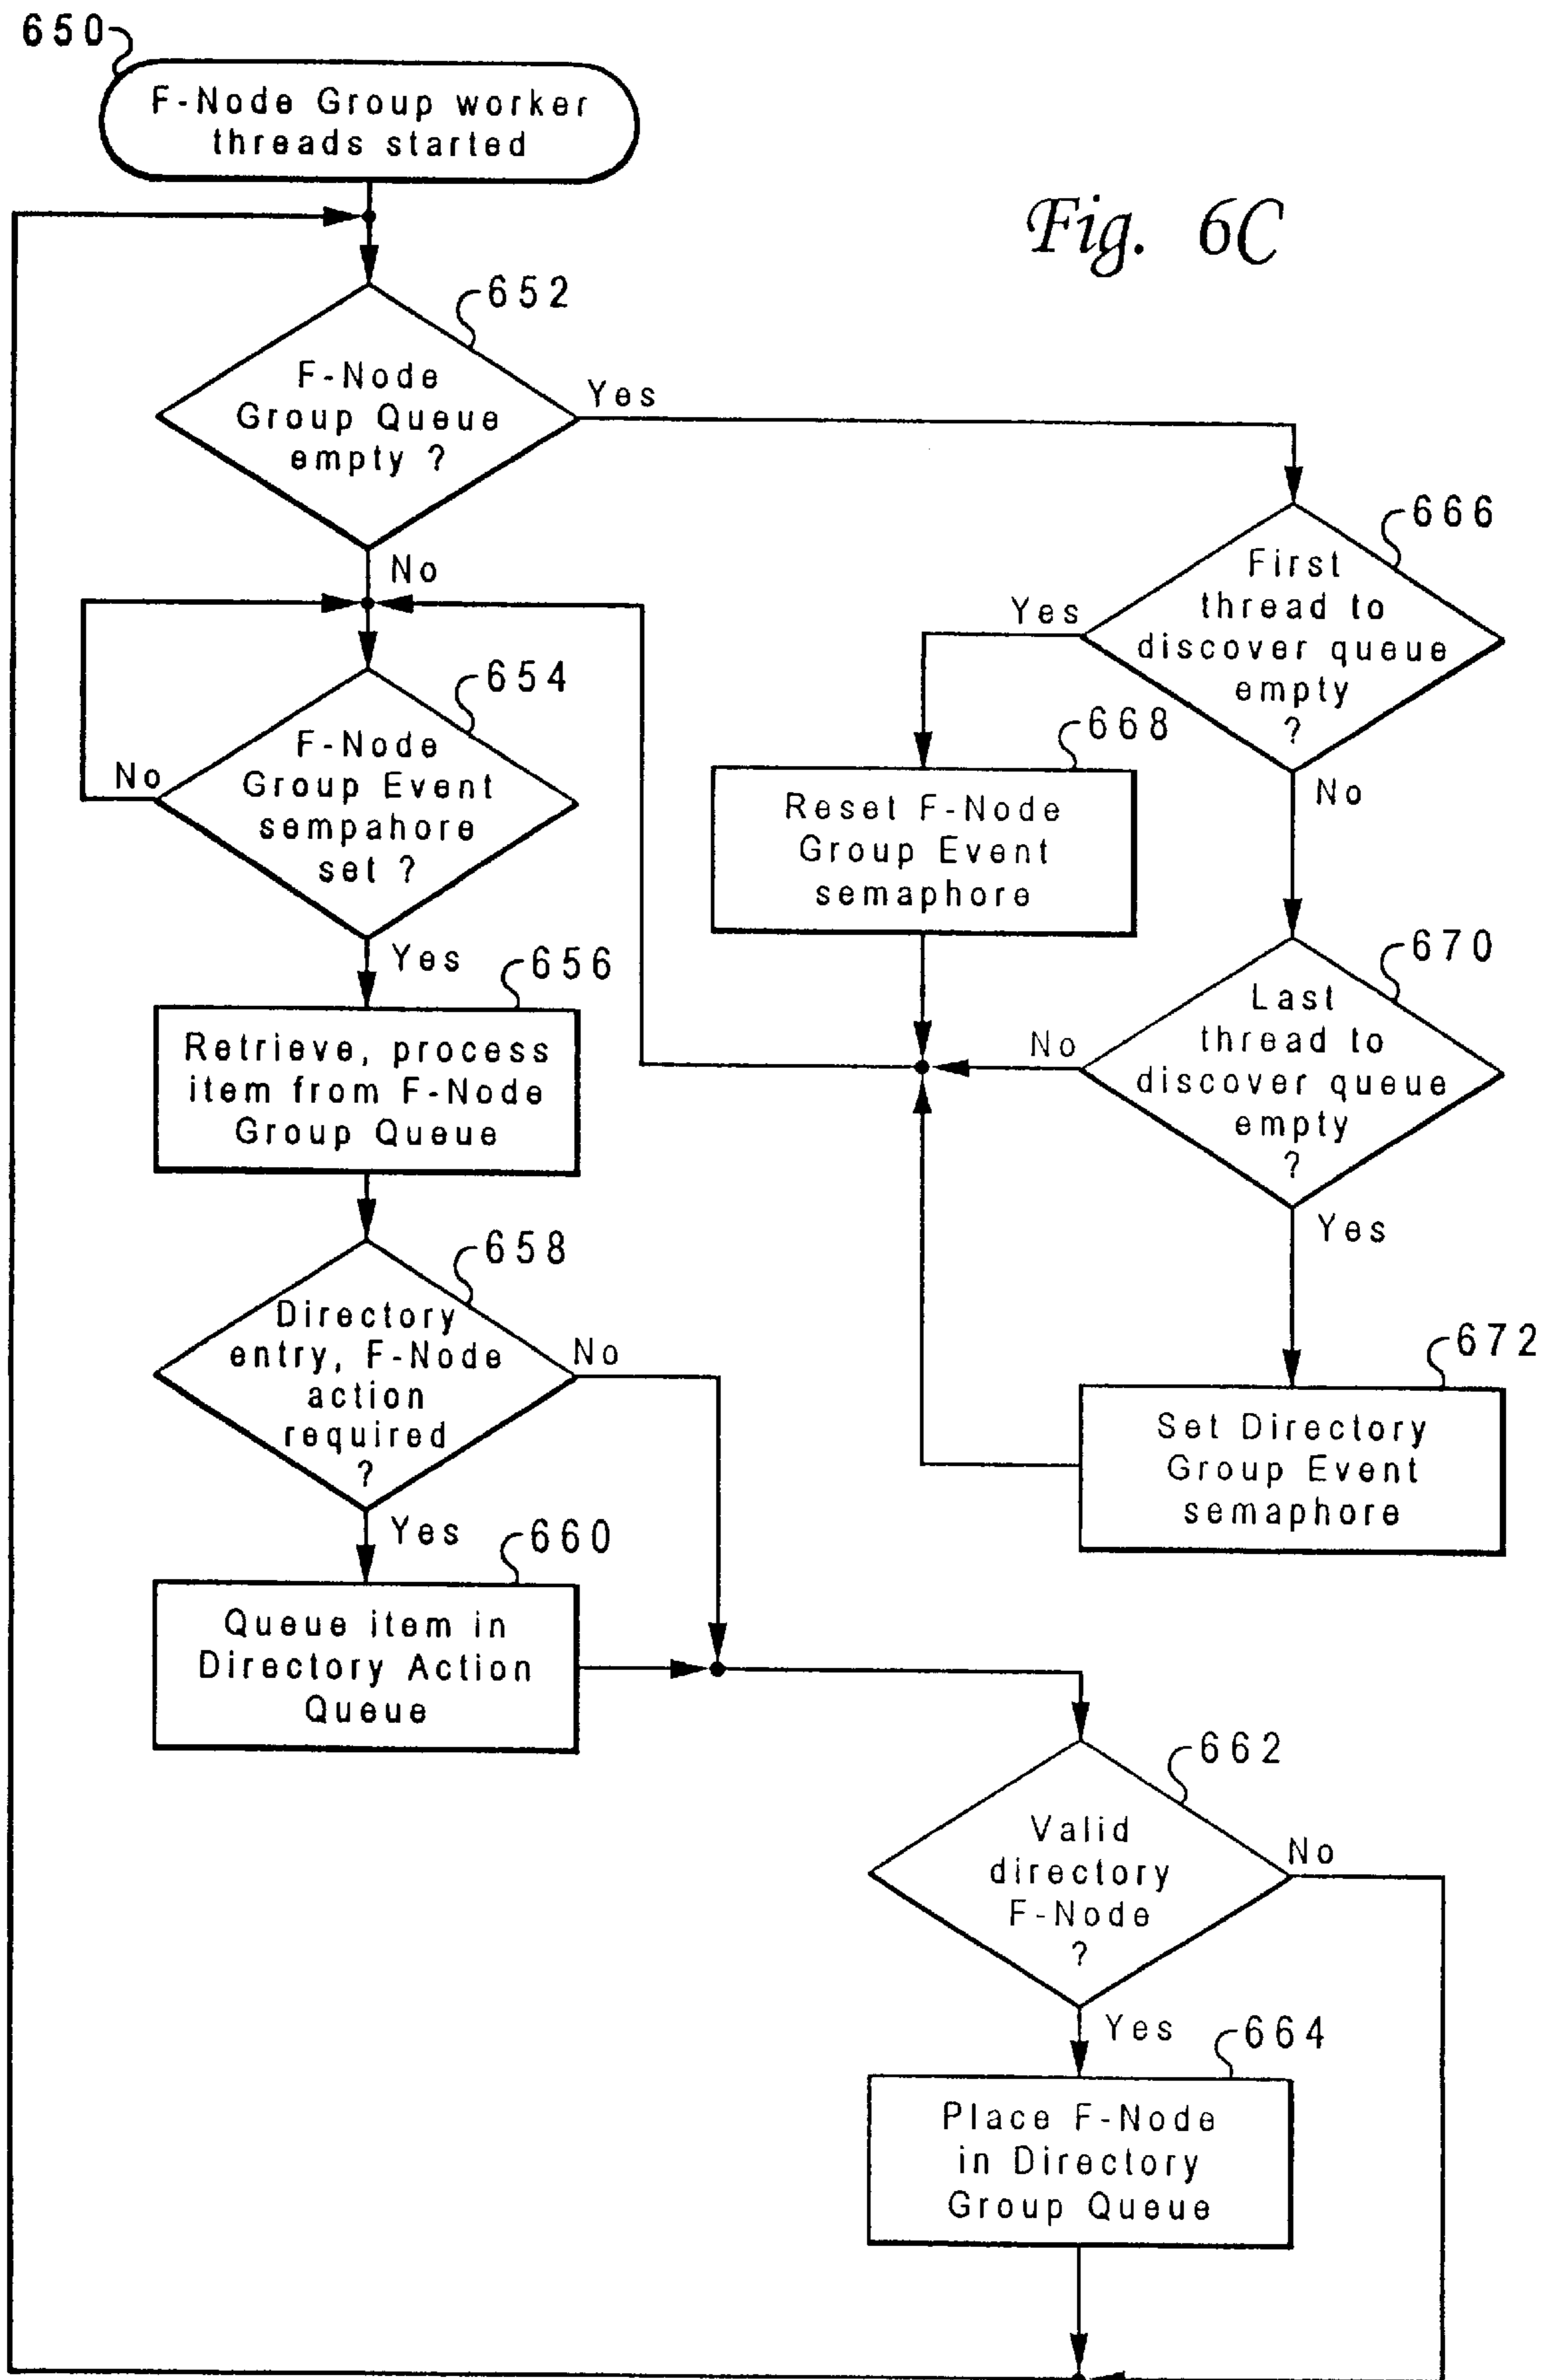 650
F-Node Group worker
threads started
Fig. 6C
652
F-Node
Group Queue
empty ?
Yes
No
666
First
thread to
discover queue
empty
?
Yes
No
654
F-Node
Group Event
sempahore
set ?
No
Yes
668
Reset F-Node
Group Event
semaphore
670
Last
thread to
discover queue
empty
?
No
Yes
656
Retrieve, process
item from F-Node
Group Queue
658
Directory
entry, F-Node
action
required
?
No
Yes
672
Set Directory
Group Event
semaphore
660
Queue item in
Directory Action
Queue
662
Valid
directory
F-Node
?
No
Yes
664
Place F-Node
in Directory
Group Queue